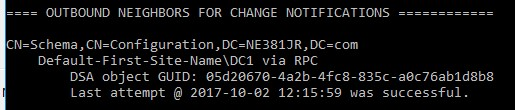 ==== OUTBOUND NEIGHBORS FOR CHANGE NOTIFICATIONS ============
CN=Schema,CN=Configuration,DC=NE381JR,DC=com
Default-First-Site-Name\DC1 via RPC
DSA object GUID: 05d20670-4a2b-4fc8-835c-a0c76ab1d8b8
Last attempt @ 2017-10-02 12:15:59 was successful.